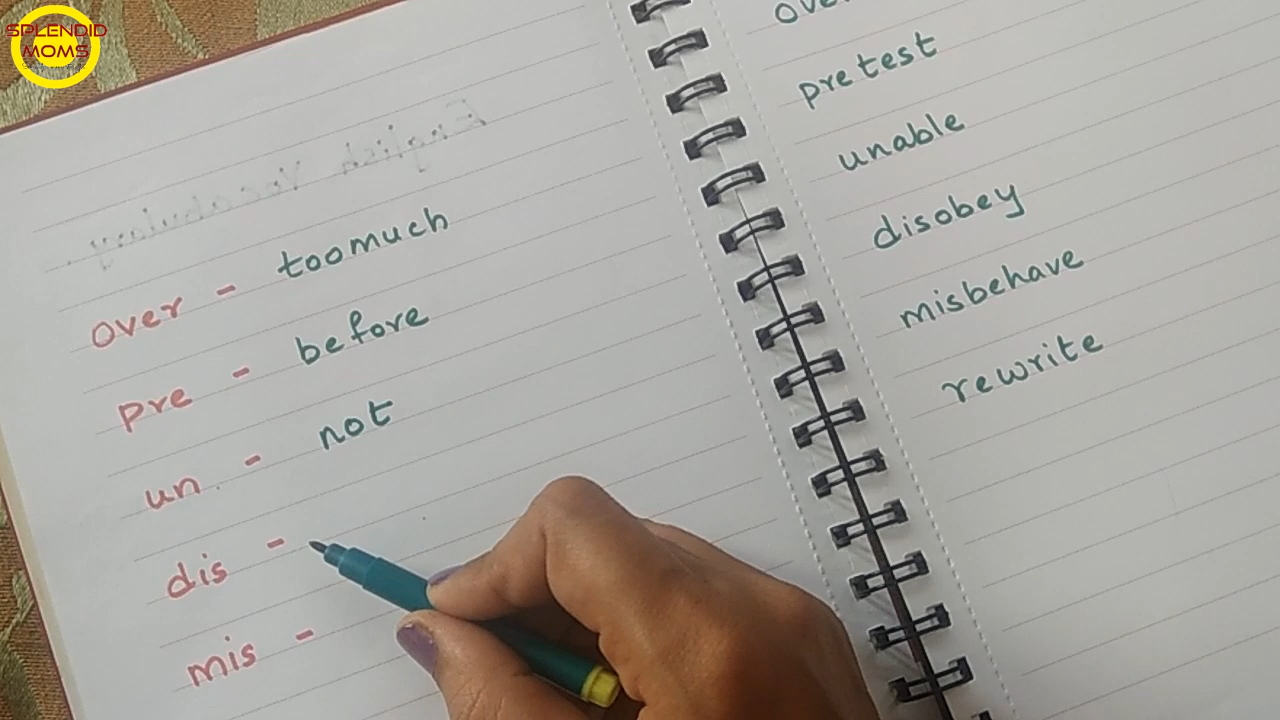 SPLENDID
MOMS
English Vocabulary.
over - toomuch
pre - before
un - not
dis -
mis -
pretest
unable
disobey
misbehave
rewrite